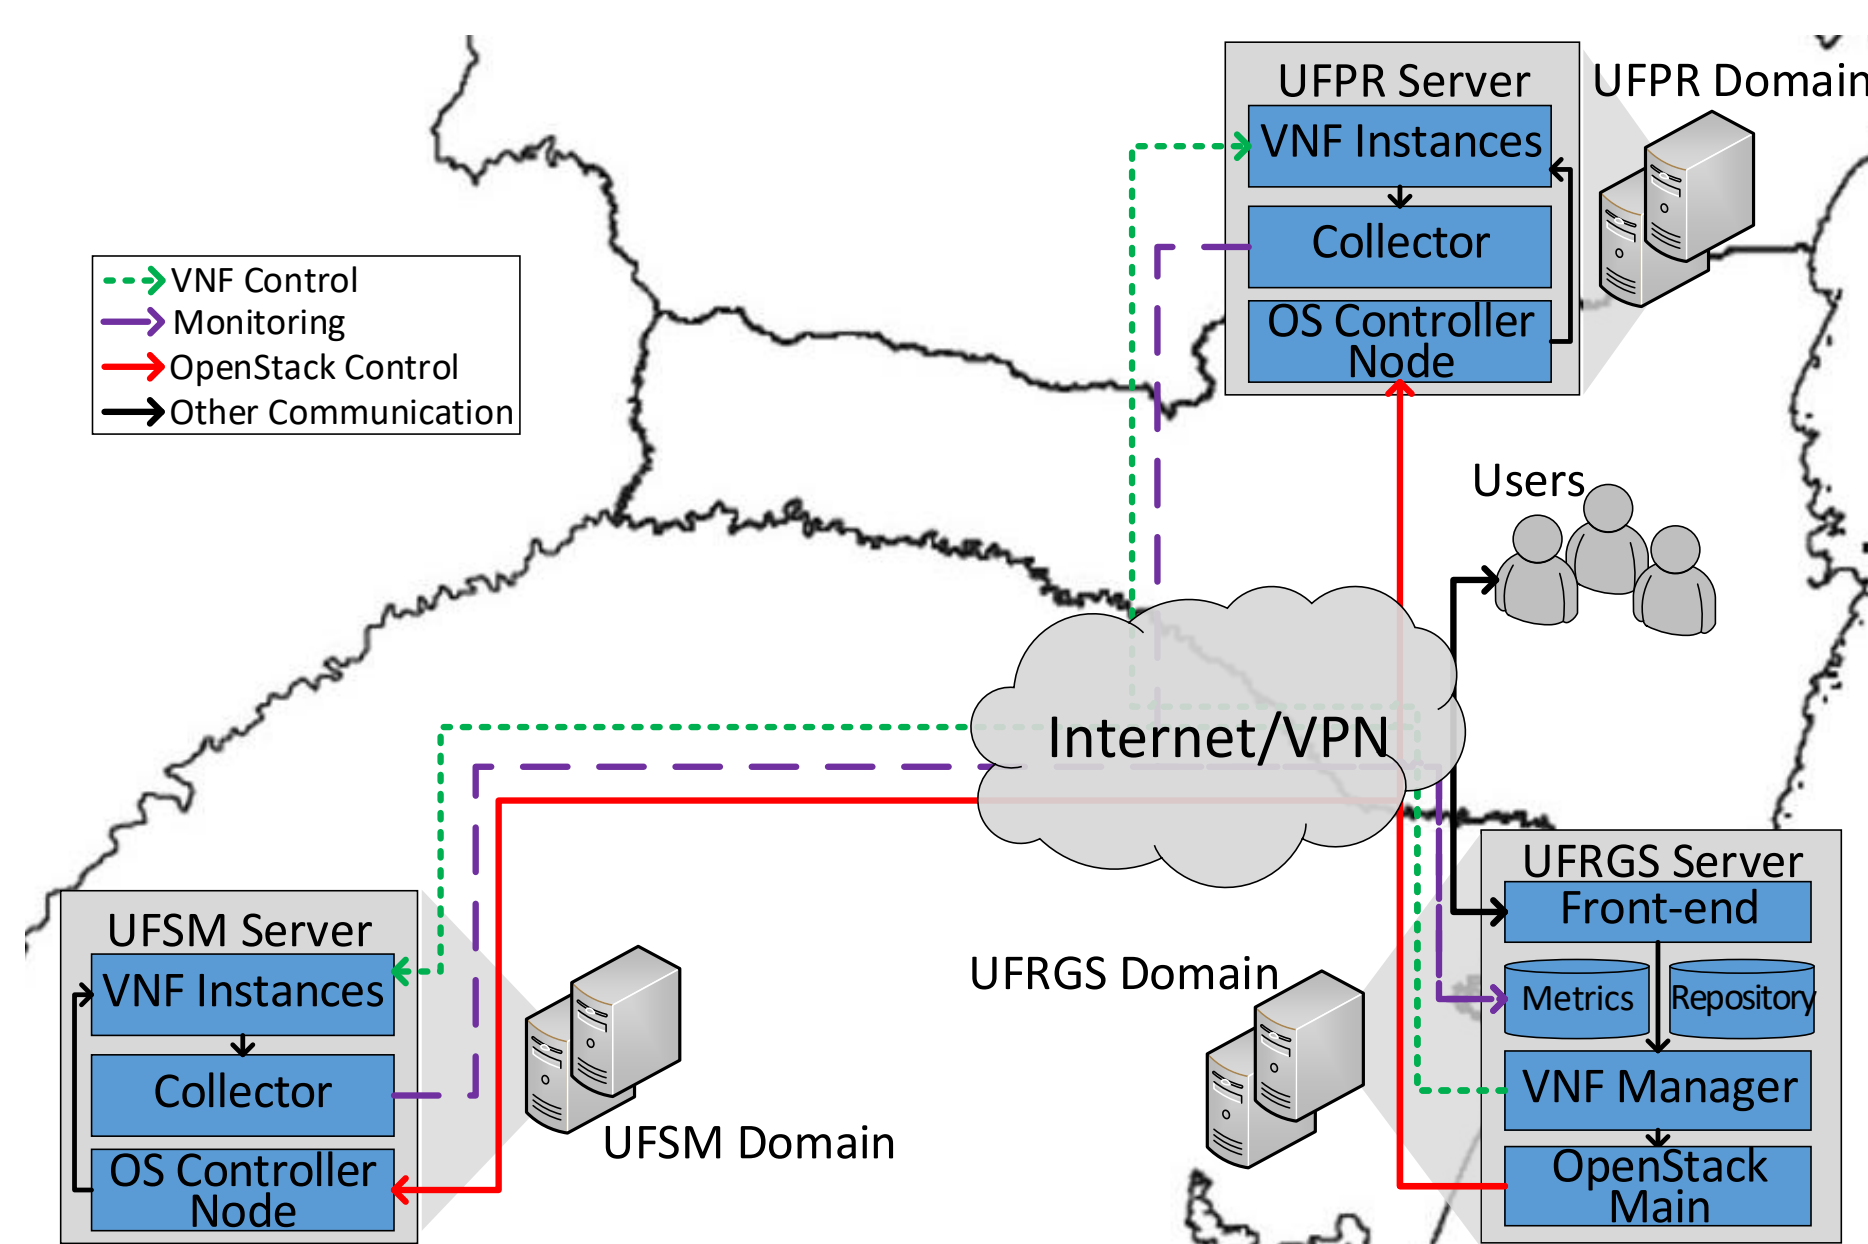 UFPR Server
UFPR Domain
VNF Instances
Collector
OS Controller
Node
VNF Control
Monitoring
OpenStack Control
Other Communication
Users
Internet/VPN
UFSM Server
VNF Instances
Collector
OS Controller
Node
UFSM Domain
UFRGS Domain
UFRGS Server
Front-end
Metrics
Repository
VNF Manager
OpenStack
Main